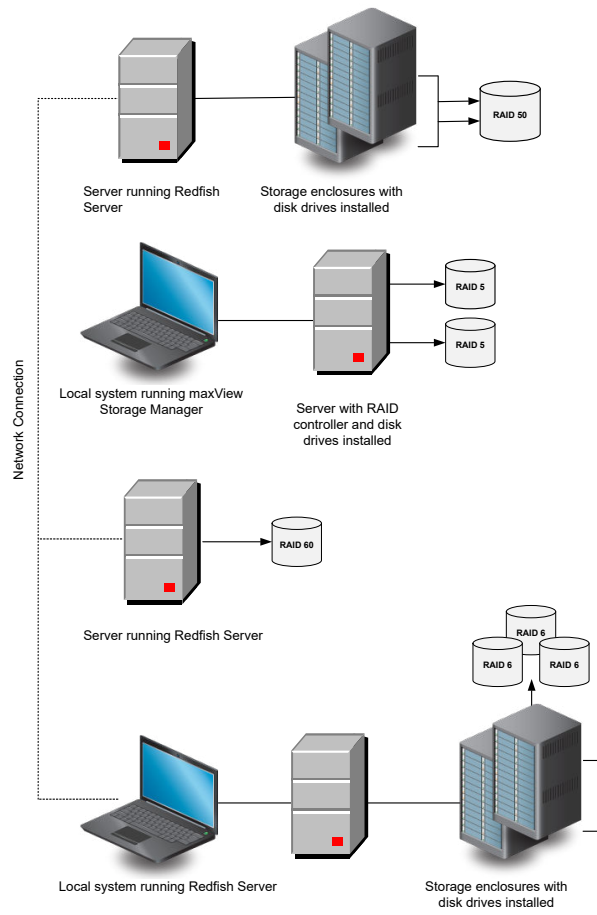 RAID 50
Server running Redfish
Server
Storage enclosures with
disk drives installed
RAID 5
RAID 5
Local system running maxView
Storage Manager
Server with RAID
controller and disk
drives installed
Network Connection
RAID 60
Server running Redfish Server
RAID 6
RAID 6
RAID 6
Local system running Redfish Server
Storage enclosures with
disk drives installed